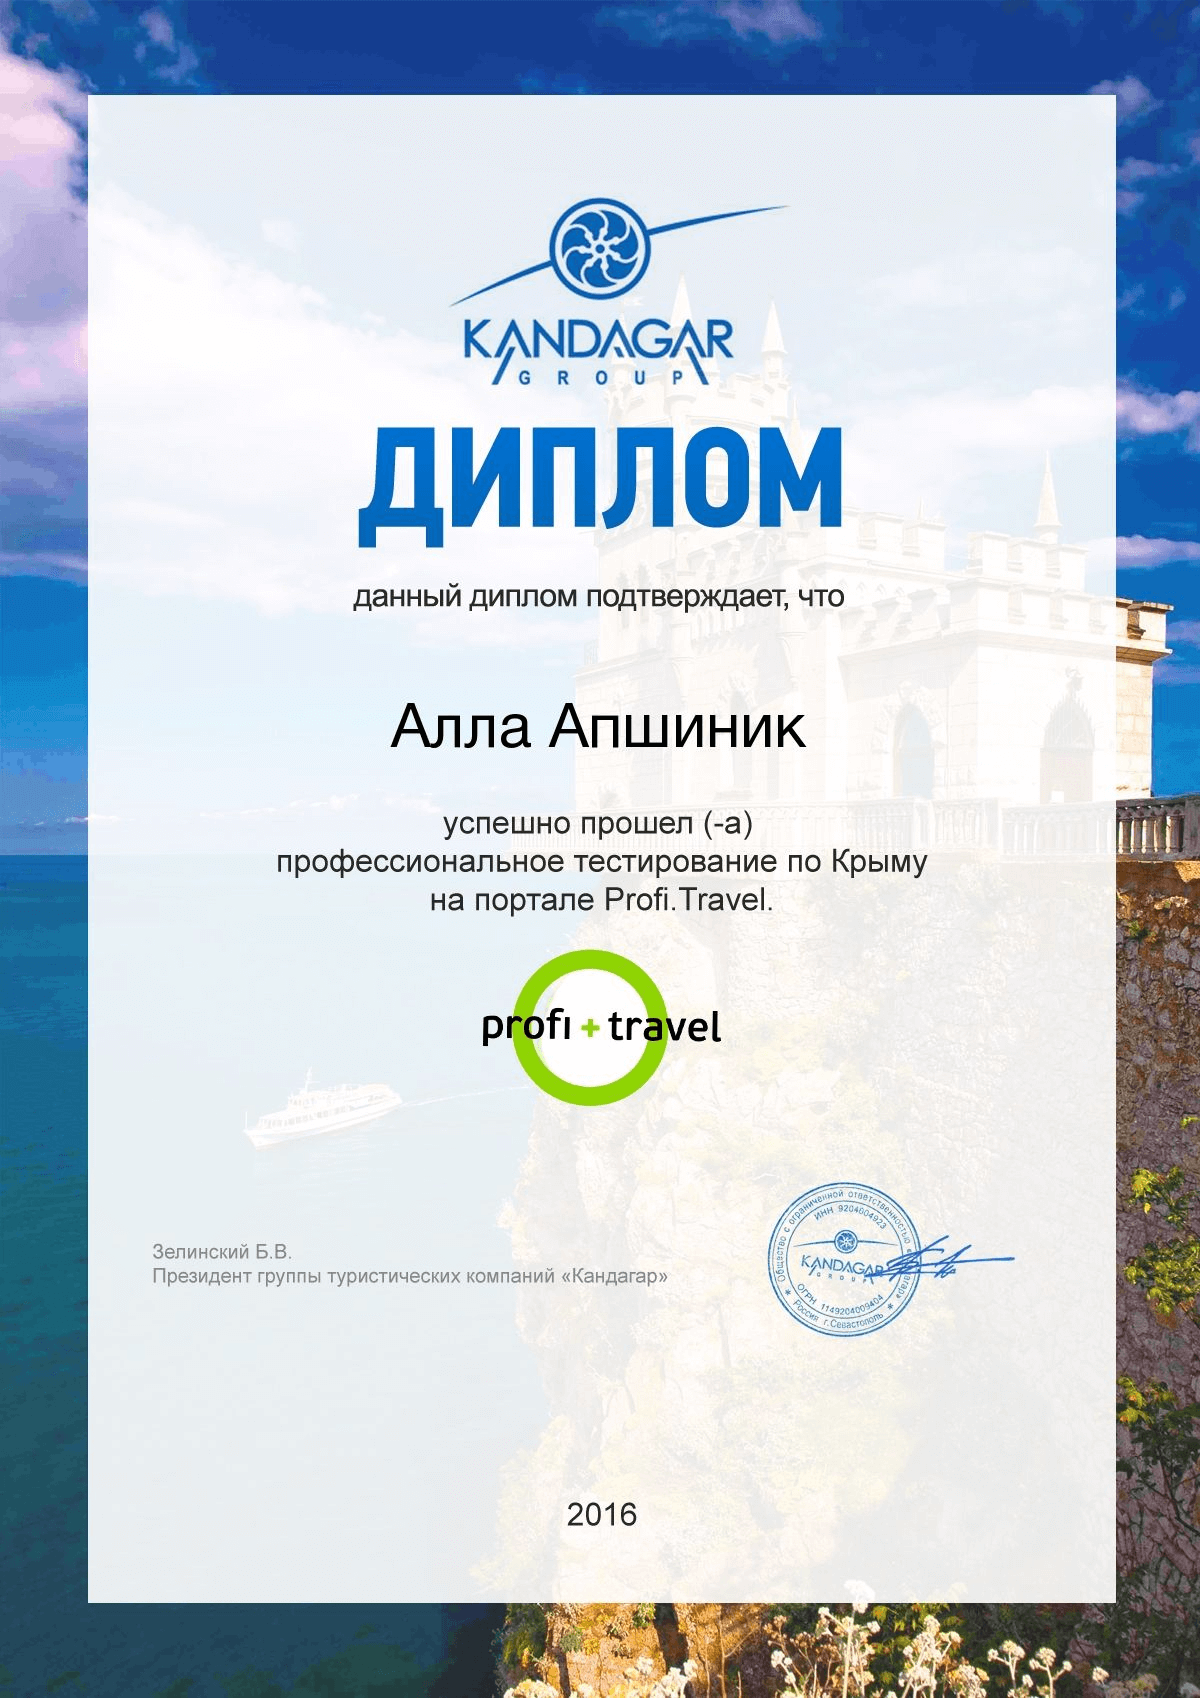 KANDAGAR
GROUP
ДИПЛОМ
данный диплом подтверждает, что
Алла Апшиник
успешно прошел (-а)
профессиональное тестирование по Крыму
на портале Profi.Travel.
profi + travel
Зелинский Б.В.
Президент группы туристических компаний «Кандагар»
Общество с ограниченной ответственностью
ИНН 9204004923
KANDAGAR
GROUP
ОГРН 1149204009404
* Россия г.Севастополь *
2016